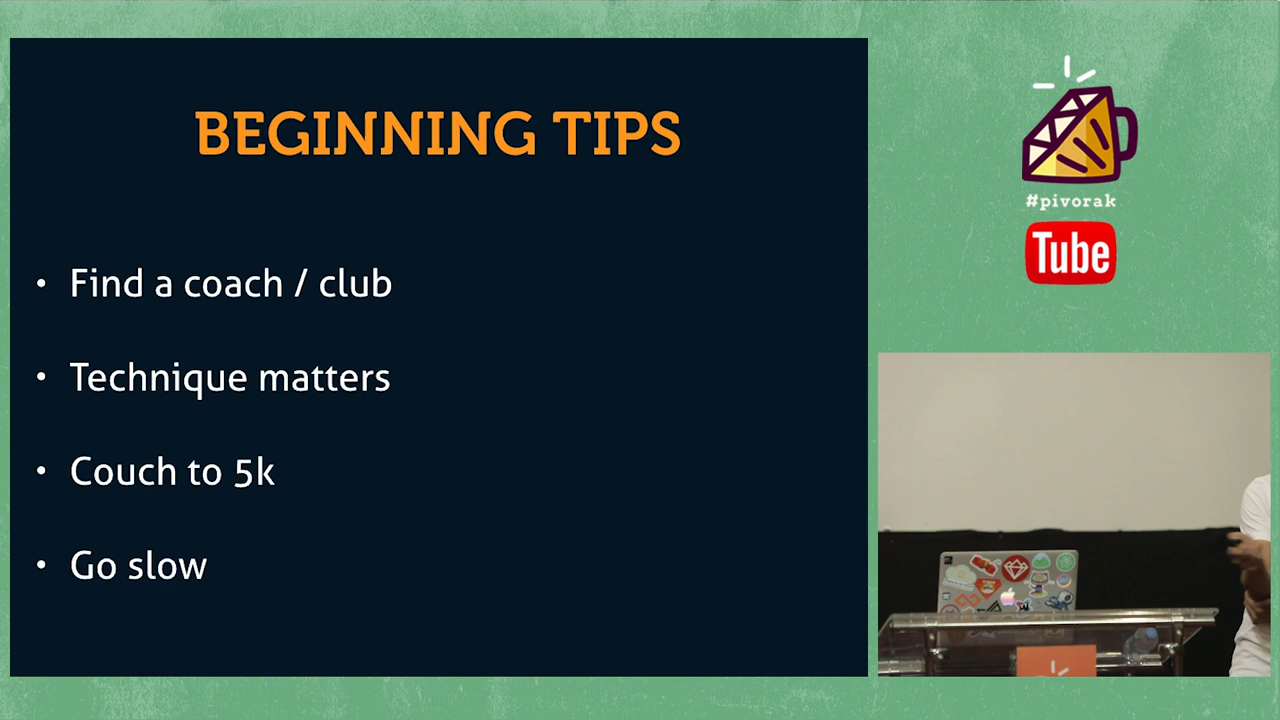 BEGINNING TIPS
• Find a coach / club
• Technique matters
• Couch to 5k
• Go slow
#pivorak
Tube